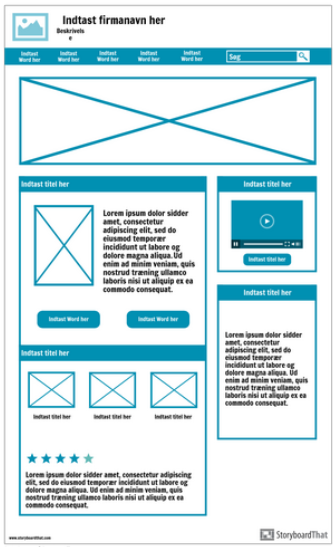 Indtast firmanavn her
Beskrivels
e
Indtast
Word her
Indtast
Word her
Indtast
Word her
Indtast
Word her
Indtast
Word her
Søg
Indtast titel her
Lorem ipsum dolor sidder
amet, consectetur
adipiscing elit, sed do
eiusmod temporær
incididunt ut labore og
dolore magna aliqua.Ud
enim ad minim veniam, quis
nostrud træning ullamco
laboris nisi ut aliquip ex ea
commodo consequat.
Indtast Word her
Indtast Word her
Indtast titel her
Indtast titel her
Indtast titel her
Indtast titel her
Lorem ipsum dolor sidder amet, consectetur
adipiscing elit, sed do eiusmod temporær
incididunt ut labore og dolore magna aliqua. Ud
enim ad minim veniam, quis nostrud træning
ullamco laboris nisi ut aliquip ex ea commodo
consequat.
Indtast titel her
Indtast titel her
Indtast titel her
Lorem ipsum dolor sidder
amet, consectetur
adipiscing elit, sed do
eiusmod temporær
incididunt ut labore og
dolore magna aliqua. Ud
enim ad minim veniam, quis
nostrud træning ullamco
laboris nisi ut aliquip ex ea
commodo consequat.
www.storyboardthat.com
StoryboardThat